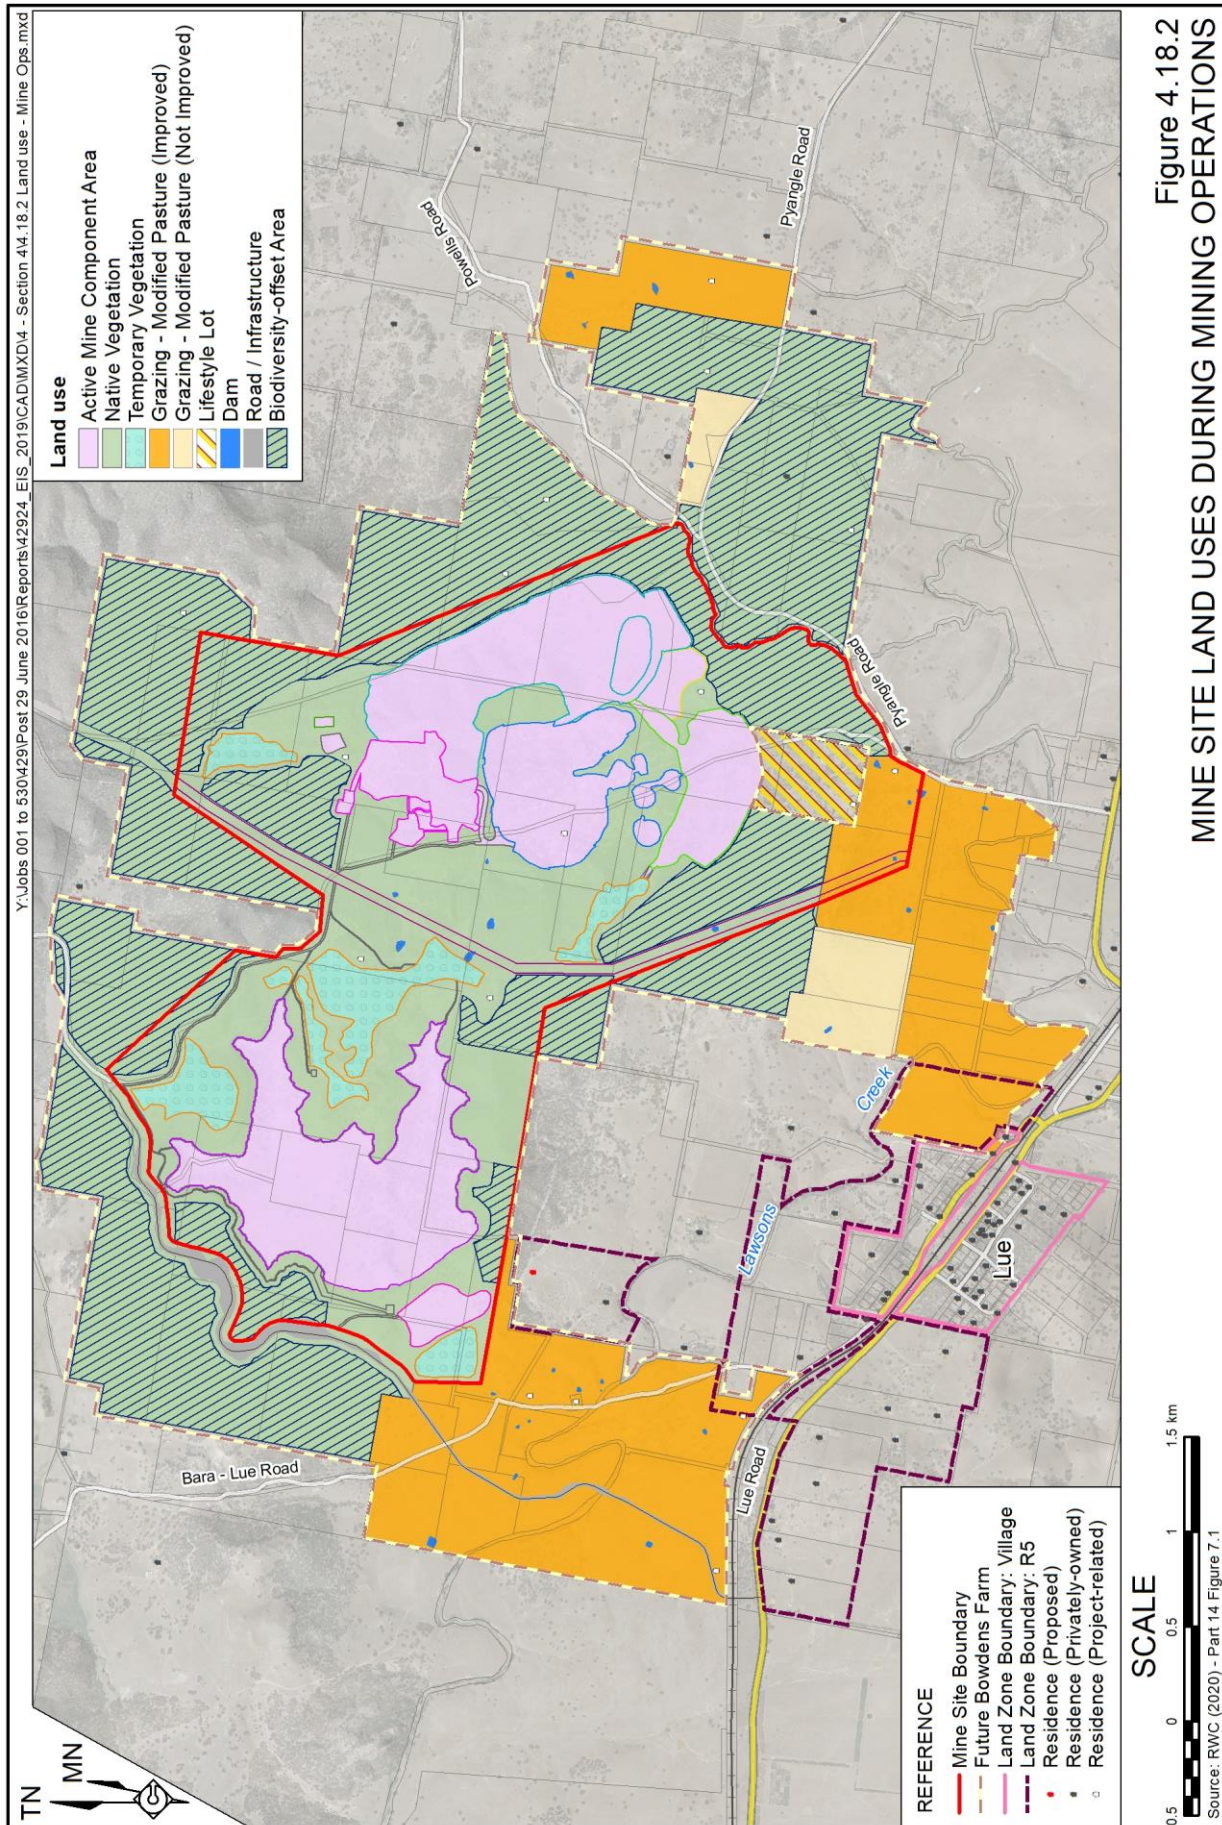 Y:\Jobs 001 to 530\429\Post 29 June 2016\Reports\42924_EIS_2019\CAD\MXD\4 - Section 4\4.18.2 Land use - Mine Ops.mxd
TN
MN
Land use
Active Mine Component Area
Native Vegetation
Temporary Vegetation
Grazing - Modified Pasture (Improved)
Grazing - Modified Pasture (Not Improved)
Lifestyle Lot
Dam
Road / Infrastructure
Biodiversity-offset Area
Powells Road
Pyangle Road
Pyangle Road
Bara - Lue Road
Creek
Lawsons
Lue Road
Lue
REFERENCE
Mine Site Boundary
Future Bowdens Farm
Land Zone Boundary: Village
Land Zone Boundary: R5
Residence (Proposed)
Residence (Privately-owned)
Residence (Project-related)
SCALE
0.5 0 0.5 1 1.5 km
Source: RWC (2020) - Part 14 Figure 7.1
Figure 4.18.2
MINE SITE LAND USES DURING MINING OPERATIONS